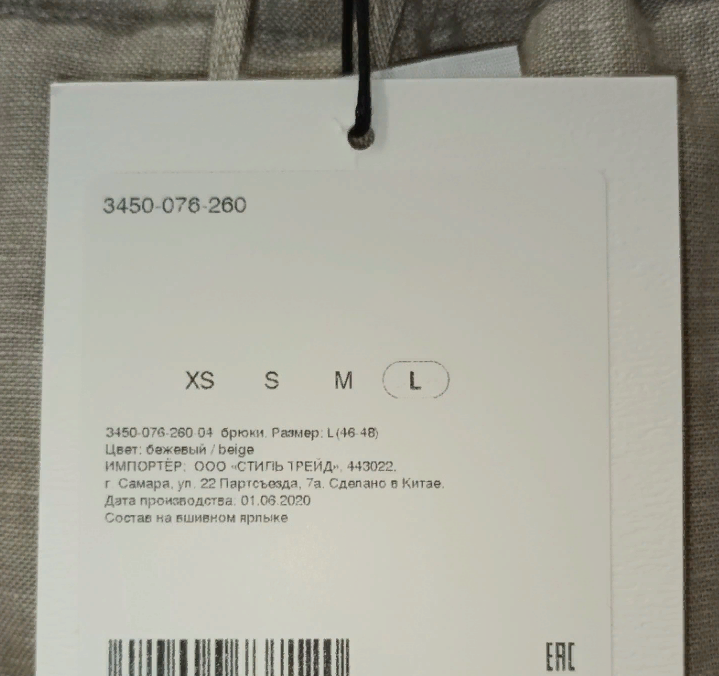 3450-076-260
XS S M L
3450-076-260-04 брюки. Размер: L(46-48)
Цвет: бежевый / beige
ИМПОРТЁР: ООО «СТИЛЬ ТРЕЙД», 443022,
г. Самара, ул. 22 Партсъезда, 7а. Сделано в Китае.
Дата производства: 01.06.2020
Состав на вшивном ярлыке
EAC